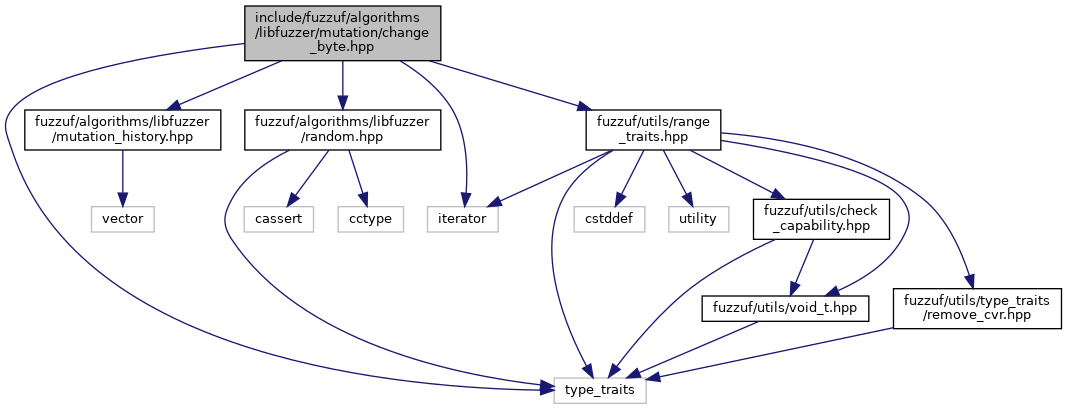 include/fuzzuf/algorithms
/libfuzzer/mutation/change
_byte.hpp
fuzzuf/algorithms/libfuzzer
/mutation_history.hpp
fuzzuf/algorithms/libfuzzer
/random.hpp
fuzzuf/utils/range
_traits.hpp
vector
cassert
cctype
iterator
cstddef
utility
fuzzuf/utils/check
_capability.hpp
fuzzuf/utils/void_t.hpp
fuzzuf/utils/type_traits
/remove_cvr.hpp
type_traits